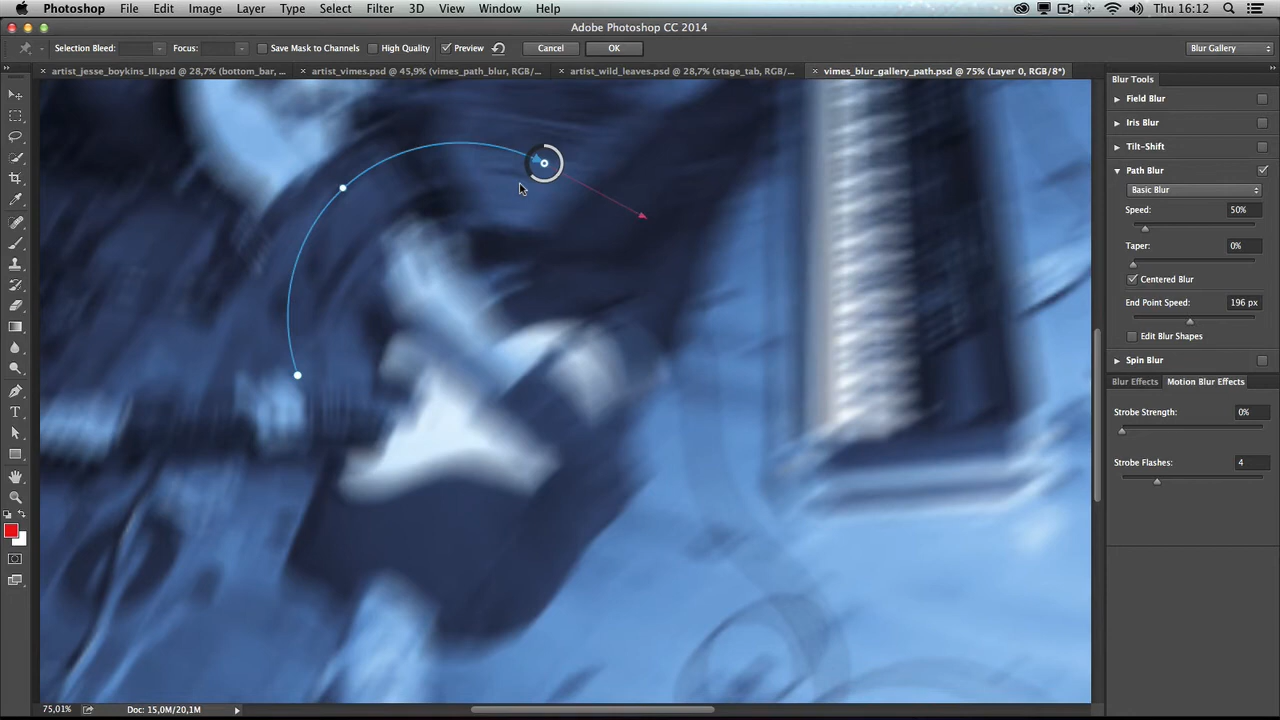 Photoshop File Edit Image Layer Type Select Filter 3D View Window Help Thu 16:12
Adobe Photoshop CC 2014
Selection Bleed: Focus: Save Mask to Channels High Quality Preview Cancel OK Blur Gallery
artist_jesse_boykins_III.psd @ 28,7% (bottom_bar, ... artist_vimes.psd @ 45,9% (vimes_path_blur, RGB/... artist_wild_leaves.psd @ 28,7% (stage_tab, RGB/... vimes_blur_gallery_path.psd @ 75% (Layer 0, RGB/8*)
Blur Tools
Field Blur
Iris Blur
Tilt-Shift
Path Blur
Basic Blur
Speed: 50%
Taper: 0%
Centered Blur
End Point Speed: 196 px
Edit Blur Shapes
Spin Blur
Blur Effects Motion Blur Effects
Strobe Strength: 0%
Strobe Flashes: 4
75,01% Doc: 15,0M/20,1M